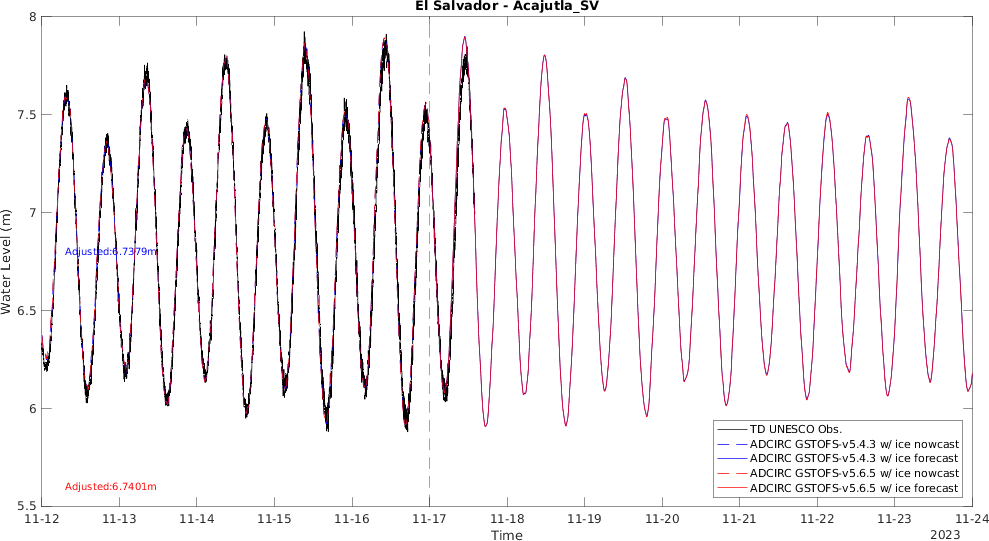 El Salvador - Acajutla_SV
Water Level (m)
8
7.5
7
6.5
6
5.5
Adjusted:6.7379m
Adjusted:6.7401m
TD UNESCO Obs.
ADCIRC GSTOFS-v5.4.3 w/ ice nowcast
ADCIRC GSTOFS-v5.4.3 w/ ice forecast
ADCIRC GSTOFS-v5.6.5 w/ ice nowcast
ADCIRC GSTOFS-v5.6.5 w/ ice forecast
11-12 11-13 11-14 11-15 11-16 11-17 11-18 11-19 11-20 11-21 11-22 11-23 11-24
Time
2023